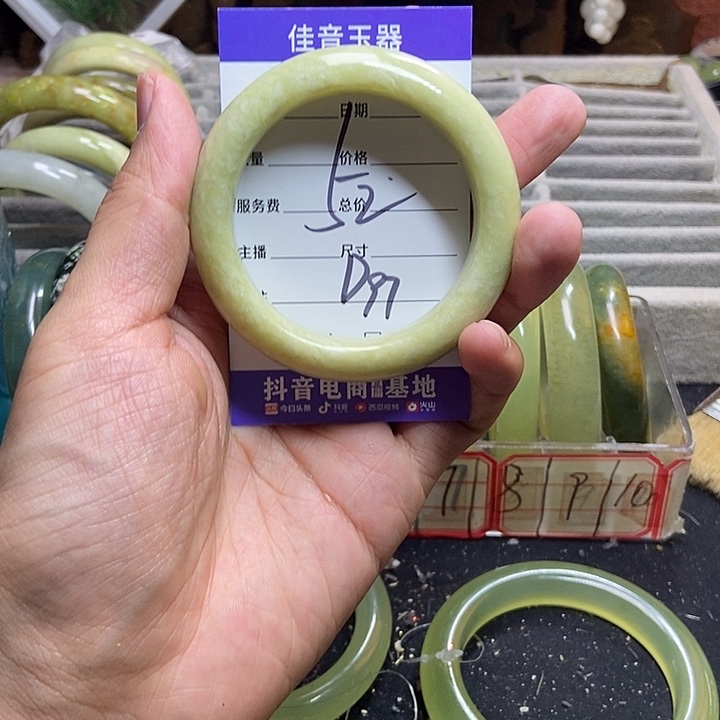 佳音玉器
日期
量 价格
服务费 总价
主播 尺寸
抖音电商 基地
今日头条 抖音 西瓜视频 火山
7 8 9 10